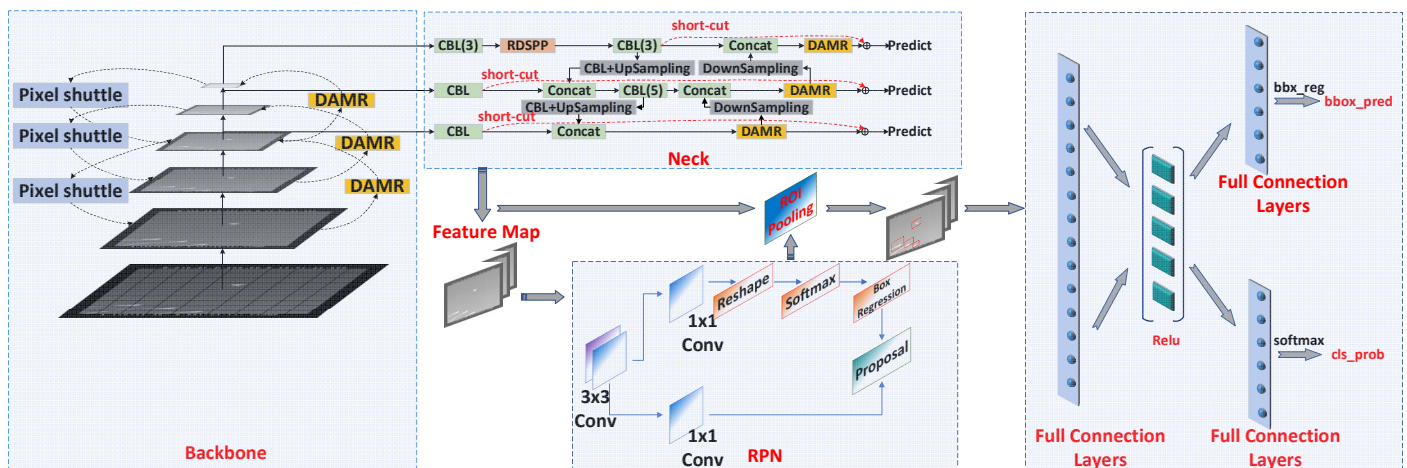 Pixel shuttle
Pixel shuttle
Pixel shuttle
DAMR
DAMR
DAMR
Backbone
short-cut
CBL(3) RDSPP CBL(3) Concat DAMR Predict
CBL+UpSampling DownSampling
short-cut
CBL Concat CBL(5) Concat DAMR Predict
CBL+UpSampling DownSampling
short-cut
CBL Concat DAMR Predict
Neck
Feature Map
ROI
Pooling
Reshape
Softmax
Box
Regression
1x1
Conv
3x3
Conv
Proposal
1x1
Conv
RPN
Full Connection
Layers
Relu
bbx_reg
bbox_pred
Full Connection
Layers
softmax
cls_prob
Full Connection
Layers